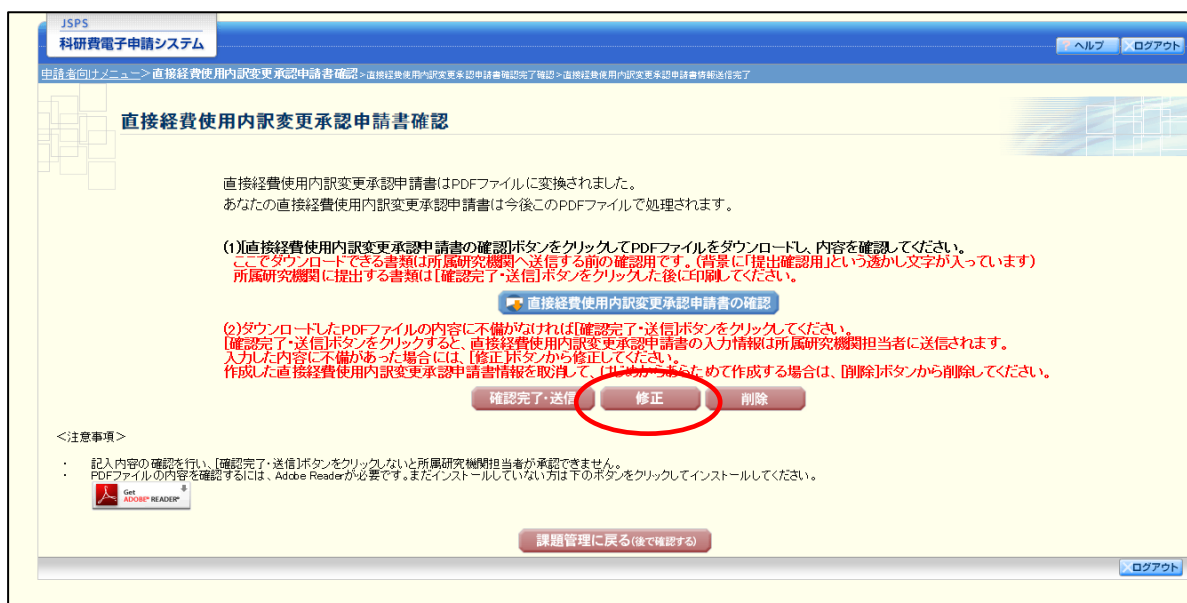 JSPS
科研費電子申請システム
? ヘルプ
×ログアウト
申請者向けメニュー>直接経費使用内訳変更承認申請書確認>直接経費使用内訳変更承認申請書確認完了確認>直接経費使用内訳変更承認申請書情報送信完了
直接経費使用内訳変更承認申請書確認
直接経費使用内訳変更承認申請書はPDFファイルに変換されました。
あなたの直接経費使用内訳変更承認申請書は今後このPDFファイルで処理されます。
(1)[直接経費使用内訳変更承認申請書の確認]ボタンをクリックしてPDFファイルをダウンロードし、内容を確認してください。
ここでダウンロードできる書類は所属研究機関へ送信する前の確認用です。(背景に「提出確認用」という透かし文字が入っています)
所属研究機関に提出する書類は[確認完了・送信]ボタンをクリックした後に印刷してください。
直接経費使用内訳変更承認申請書の確認
(2)ダウンロードしたPDFファイルの内容に不備がなければ[確認完了・送信]ボタンをクリックしてください。
[確認完了・送信]ボタンをクリックすると、直接経費使用内訳変更承認申請書の入力情報は所属研究機関担当者に送信されます。
入力した内容に不備があった場合には、[修正]ボタンから修正してください。
作成した直接経費使用内訳変更承認申請書情報を取消して、はじめからあらためて作成する場合は、[削除]ボタンから削除してください。
確認完了・送信
修正
削除
<注意事項>
・ 記入内容の確認を行い、[確認完了・送信]ボタンをクリックしないと所属研究機関担当者が承認できません。
・ PDFファイルの内容を確認するには、Adobe Readerが必要です。まだインストールしていない方は下のボタンをクリックしてインストールしてください。
Get
ADOBE® READER®
課題管理に戻る(後で確認する)
×ログアウト